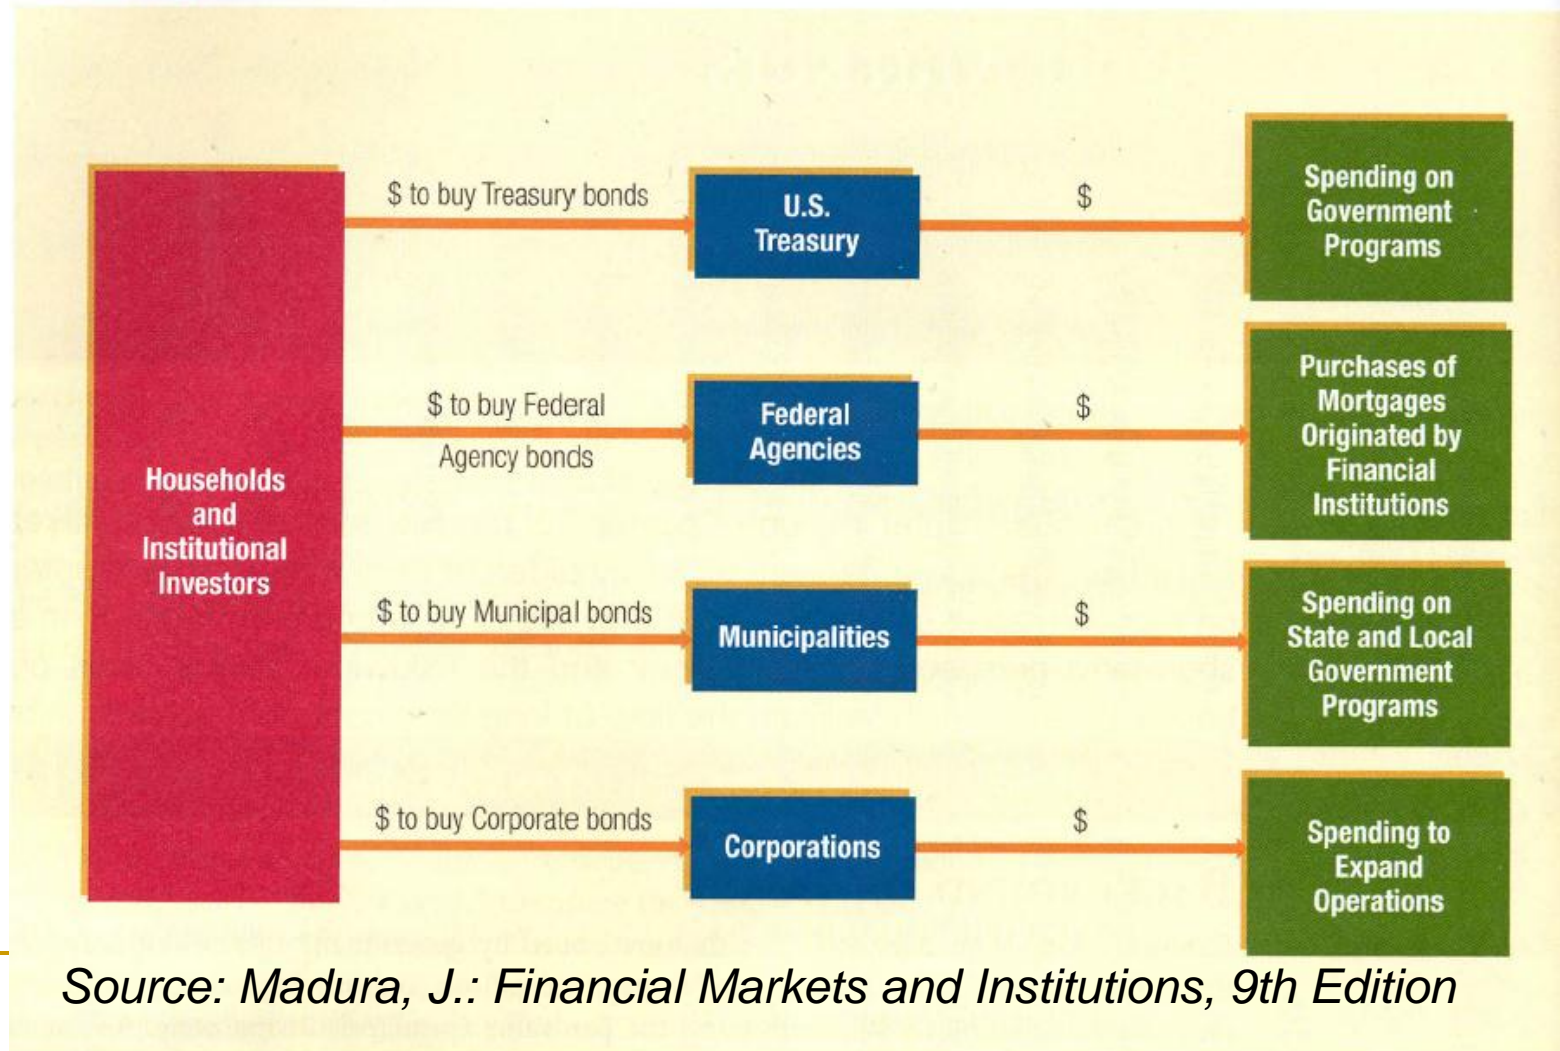 $ to buy Treasury bonds
U.S.
Treasury
$
Spending on
Government
Programs
$ to buy Federal
Agency bonds
Federal
Agencies
$
Purchases of
Mortgages
Originated by
Financial
Institutions
Households
and
Institutional
Investors
$ to buy Municipal bonds
Municipalities
$
Spending on
State and Local
Government
Programs
$ to buy Corporate bonds
Corporations
$
Spending to
Expand
Operations
Source: Madura, J.: Financial Markets and Institutions, 9th Edition